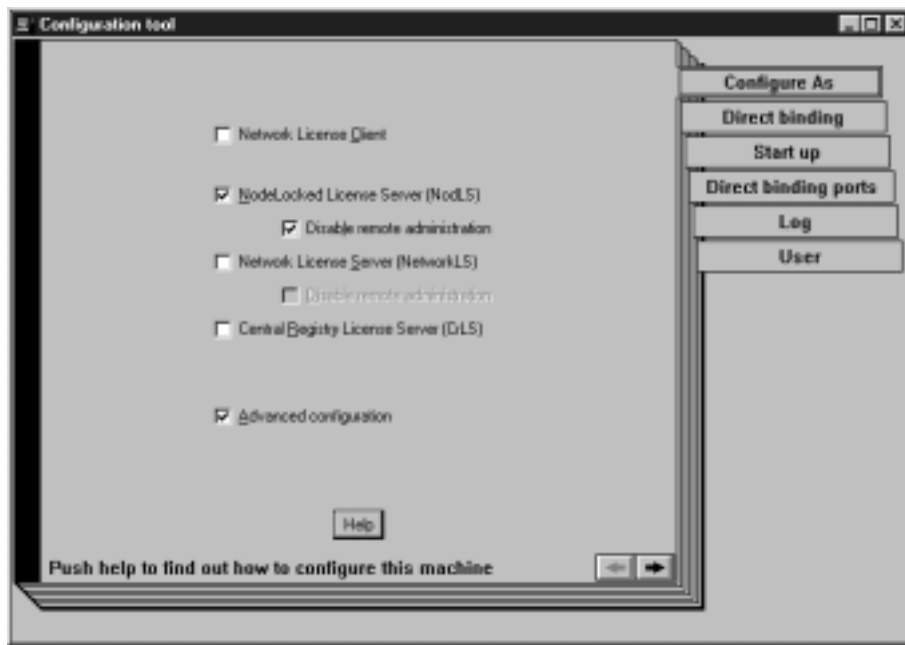 Configuration tool
Configure As
Direct binding
Start up
Direct binding ports
Log
User
Network License Client
NodeLocked License Server (NodLS)
Disable remote administration
Network License Server (NetworkLS)
Disable remote administration
Central Registry License Server (CrLS)
Advanced configuration
Help
Push help to find out how to configure this machine